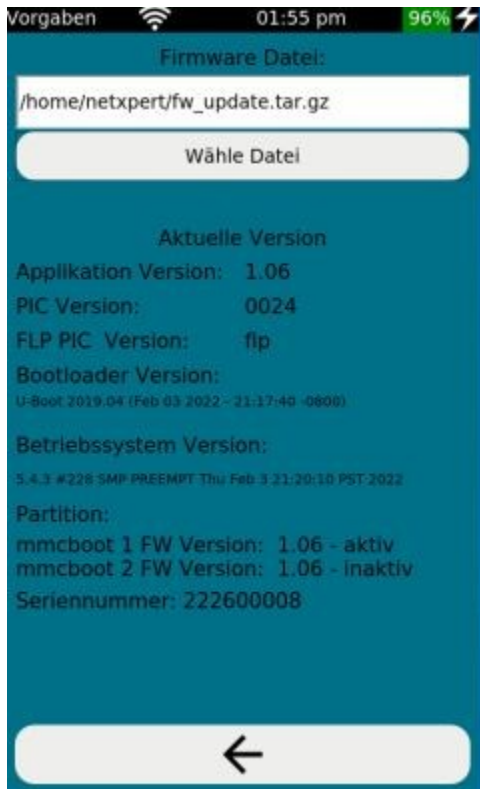 Vorgaben 01:55 pm 96%
Firmware Datei:
/home/netxpert/fw_update.tar.gz
Wähle Datei
Aktuelle Version
Applikation Version: 1.06
PIC Version: 0024
FLP PIC Version: flp
Bootloader Version:
U-Boot 2019.04 (Feb 03 2022 - 21:17:40 -0800)
Betriebssystem Version:
5.4.3 #228 SMP PREEMPT Thu Feb 3 21:20:10 PST 2022
Partition:
mmcboot 1 FW Version: 1.06 - aktiv
mmcboot 2 FW Version: 1.06 - inaktiv
Seriennummer: 222600008